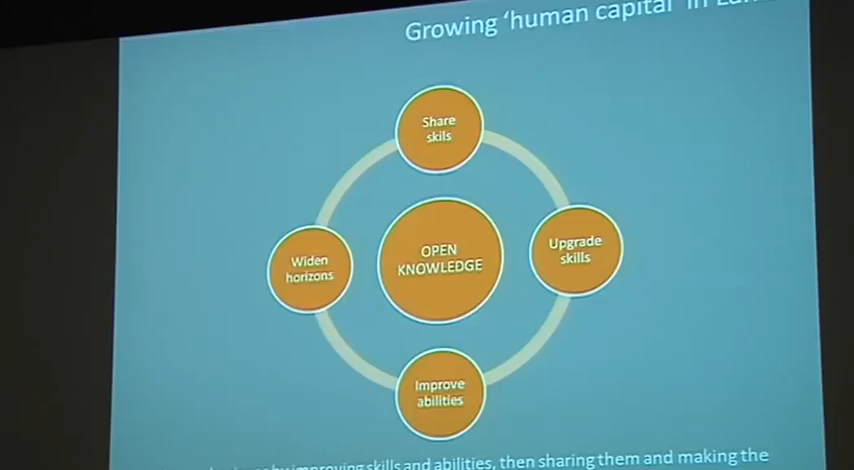 Growing 'human capital' in
Share
skils
Widen
horizons
OPEN
KNOWLEDGE
Upgrade
skills
Improve
abilities
by improving skills and abilities, then sharing them and making the